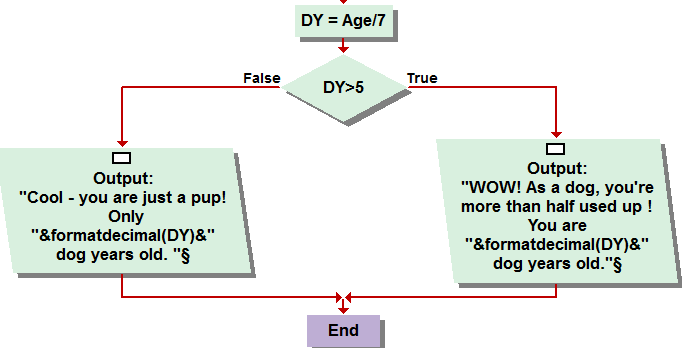 DY = Age/7
False
DY>5
True
Output:
"Cool - you are just a pup!
Only
"&formatdecimal(DY)&"
dog years old. "§
Output:
"WOW! As a dog, you're
more than half used up !
You are
"&formatdecimal(DY)&"
dog years old."§
End